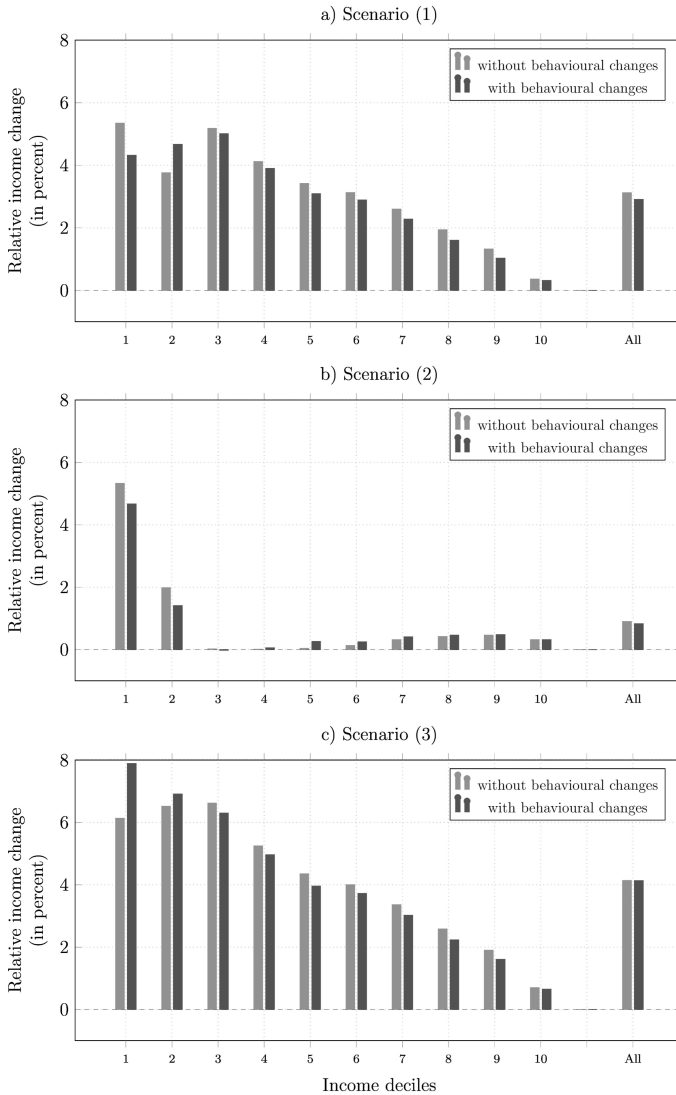 a) Scenario (1)
Relative income change
(in percent)
8
6
4
2
0
without behavioural changes
with behavioural changes
1 2 3 4 5 6 7 8 9 10 All
b) Scenario (2)
Relative income change
(in percent)
8
6
4
2
0
without behavioural changes
with behavioural changes
1 2 3 4 5 6 7 8 9 10 All
c) Scenario (3)
Relative income change
(in percent)
8
6
4
2
0
without behavioural changes
with behavioural changes
1 2 3 4 5 6 7 8 9 10 All
Income deciles